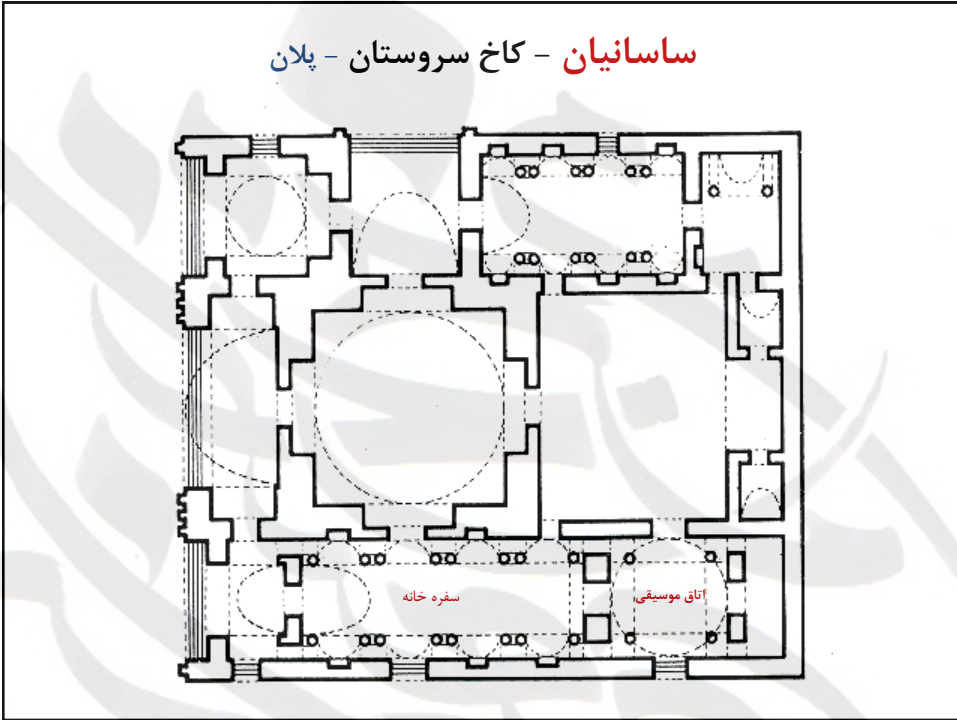 ساسانیان - کاخ سروستان - پلان
سفره خانه
اتاق موسیقی